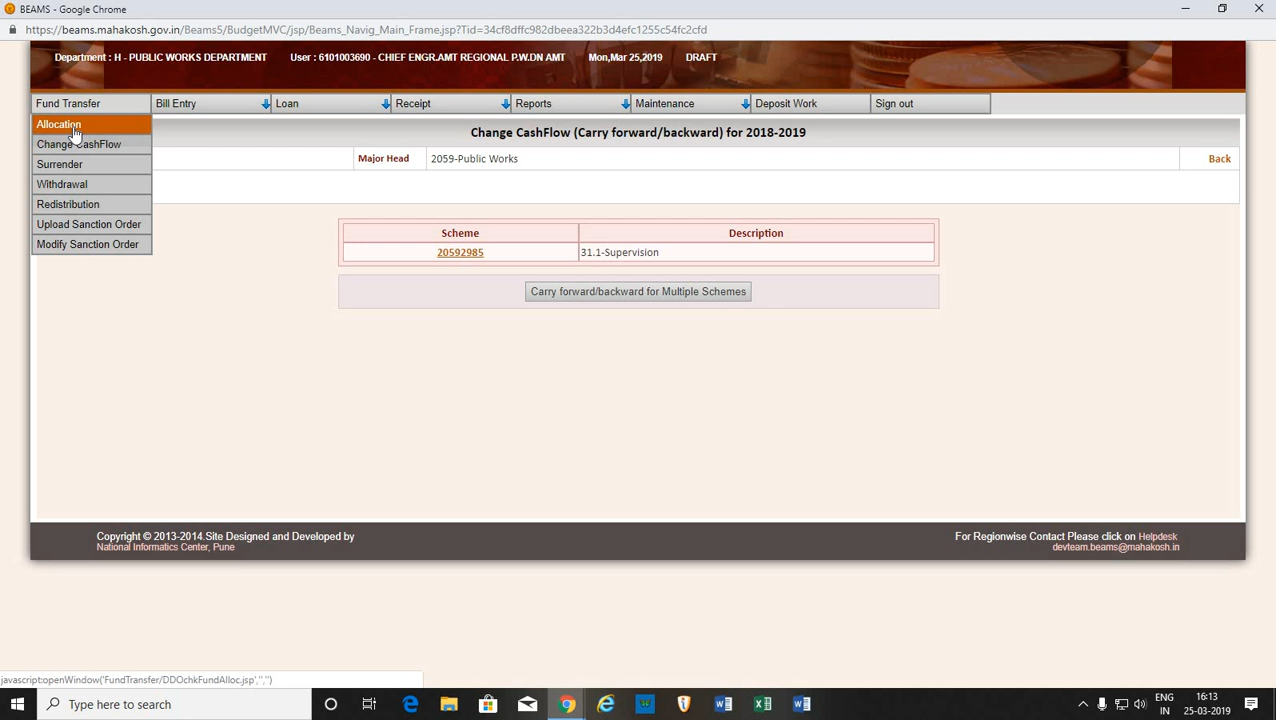 BEAMS - Google Chrome
https://beams.mahakosh.gov.in/Beams5/BudgetMVC/jsp/Beams_Navig_Main_Frame.jsp?Tid=34cf8dffc982dbeea322b3d4efc1255c54fc2cfd
Department : H - PUBLIC WORKS DEPARTMENT User : 6101003690 - CHIEF ENGR.AMT REGIONAL P.W.DN AMT Mon,Mar 25,2019 DRAFT
Fund Transfer Bill Entry Loan Receipt Reports Maintenance Deposit Work Sign out
Allocation
Change CashFlow (Carry forward/backward) for 2018-2019
Change CashFlow
Major Head 2059-Public Works Back
Surrender
Withdrawal
Redistribution
Upload Sanction Order
Modify Sanction Order
Scheme Description
20592985 31.1-Supervision
Carry forward/backward for Multiple Schemes
Copyright © 2013-2014.Site Designed and Developed by
National Informatics Center, Pune
For Regionwise Contact Please click on Helpdesk
devteam.beams@mahakosh.in
javascript:openWindow('FundTransfer/DDOchkFundAlloc.jsp','','')
Type here to search
ENG
IN
16:13
25-03-2019